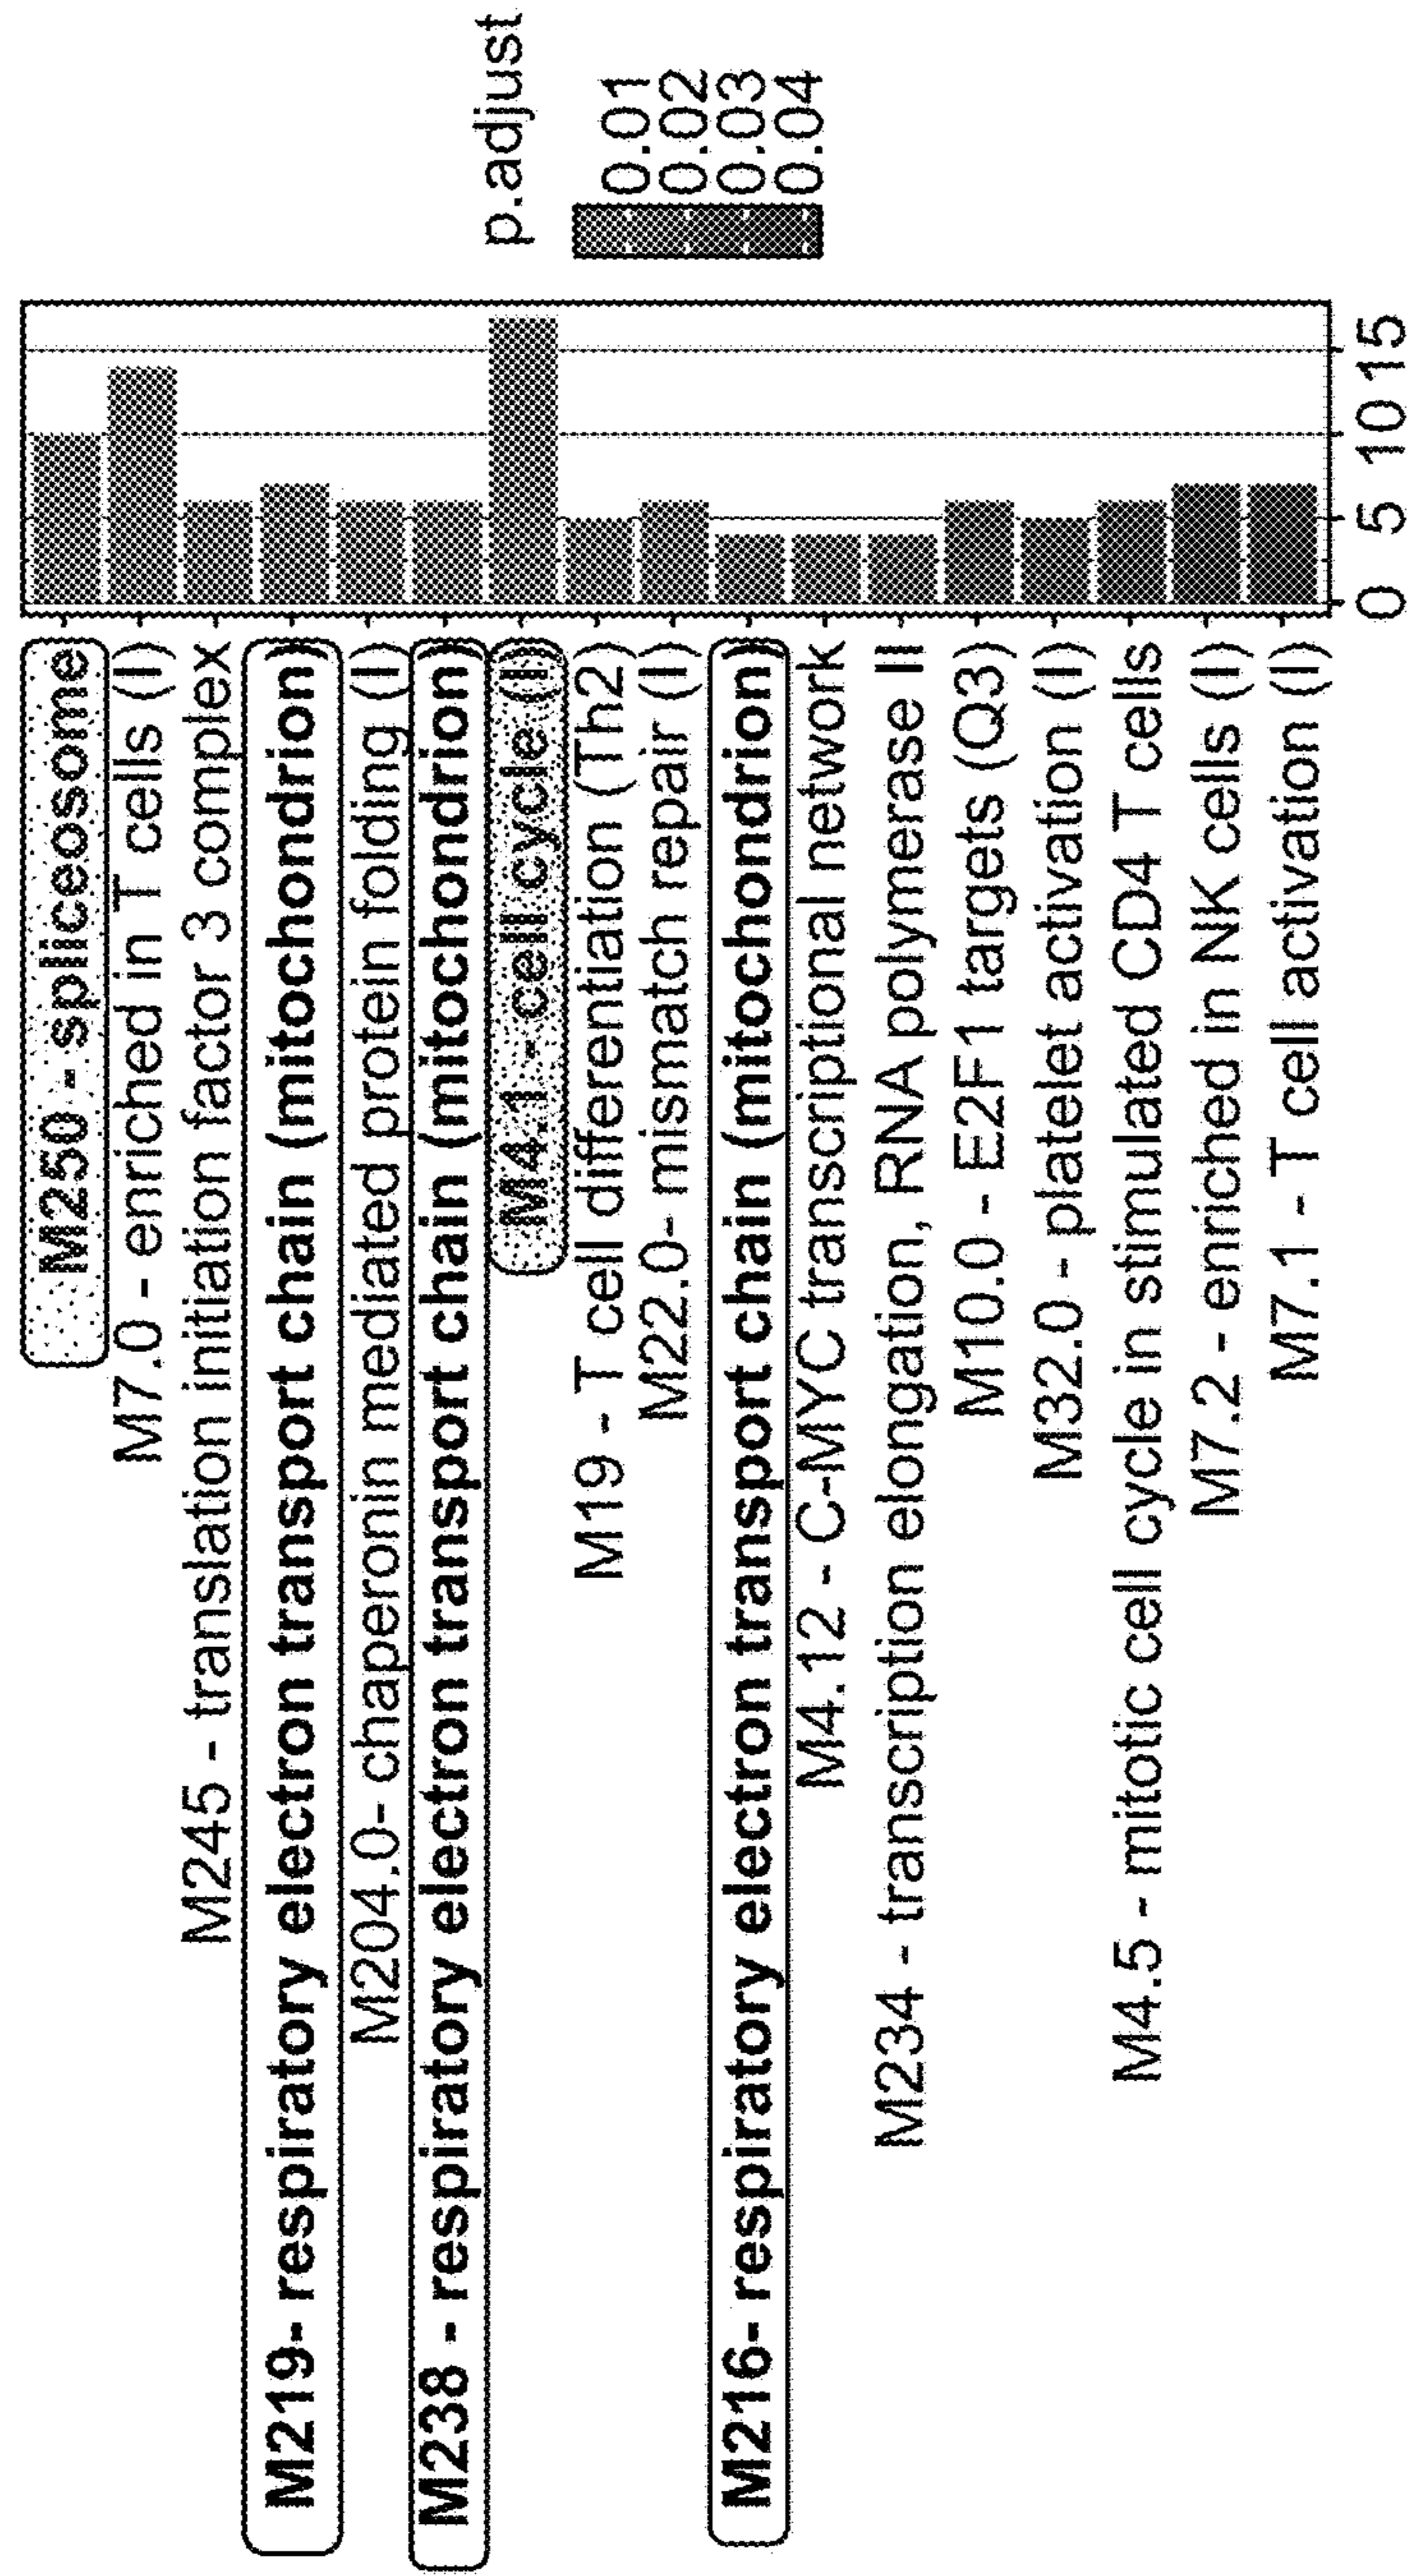 M250 - spliceosome
M7.0 - enriched in T cells (I)
M245 - translation initiation factor 3 complex
M219- respiratory electron transport chain (mitochondrion)
M204.0- chaperonin mediated protein folding (I)
M238 - respiratory electron transport chain (mitochondrion)
M4.1 - cell cycle (I)
M19 - T cell differentiation (Th2)
M22.0- mismatch repair (I)
M216- respiratory electron transport chain (mitochondrion)
M4.12 - C-MYC transcriptional network
M234 - transcription elongation, RNA polymerase II
M10.0 - E2F1 targets (Q3)
M32.0 - platelet activation (I)
M4.5 - mitotic cell cycle in stimulated CD4 T cells
M7.2 - enriched in NK cells (I)
M7.1 - T cell activation (I)
0 5 10 15
p.adjust
0.01
0.02
0.03
0.04